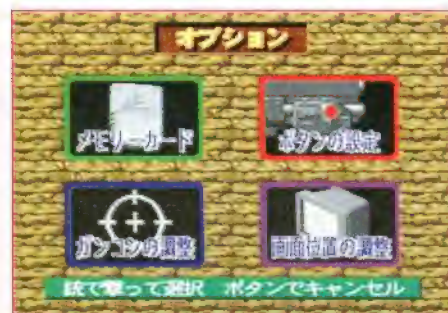 オプション
メモリーカード
ボタンの設定
ガンコンの調整
画面位置の調整
銃で撃って選択 ボタンでキャンセル